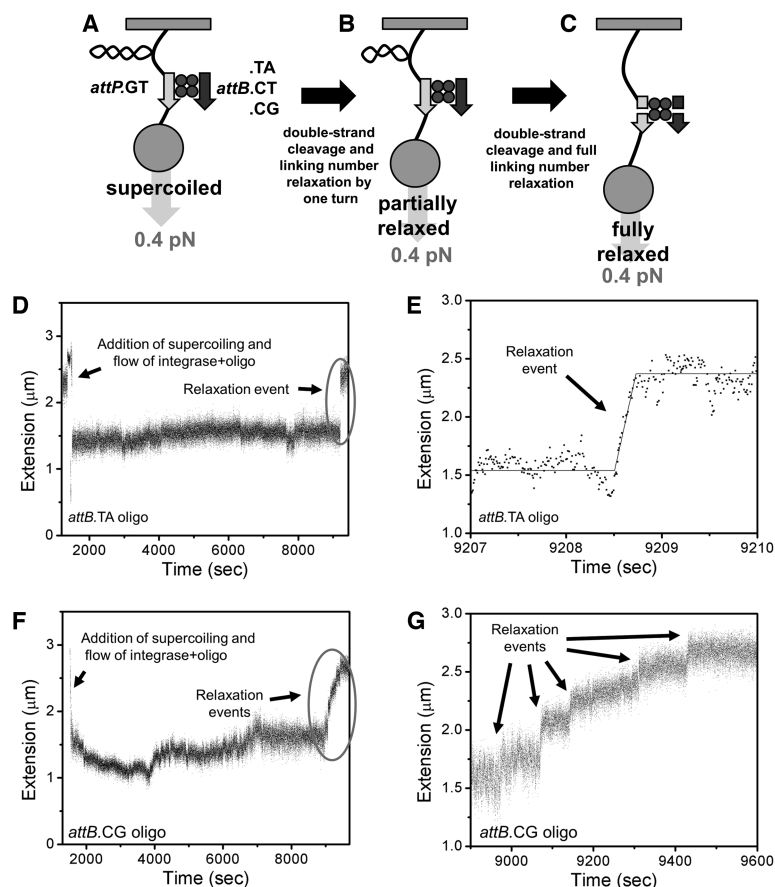 A
B
C
attP.GT
.TA
attB.CT
.CG
double-strand
cleavage and
linking number
relaxation by
one turn
double-strand
cleavage and full
linking number
relaxation
supercoiled
0.4 pN
partially
relaxed
0.4 pN
fully
relaxed
0.4 pN
D
Extension (µm)
3
2
1
0
Addition of supercoiling and
flow of integrase+oligo
Relaxation event
attB.TA oligo
2000 4000 6000 8000
Time (sec)
E
Extension (µm)
3.0
2.5
2.0
1.5
1.0
Relaxation
event
attB.TA oligo
9207 9208 9209 9210
Time (sec)
F
Extension (µm)
3
2
1
0
Addition of supercoiling and
flow of integrase+oligo
Relaxation
events
attB.CG oligo
2000 4000 6000 8000
Time (sec)
G
Extension (µm)
3.0
2.5
2.0
1.5
1.0
Relaxation
events
attB.CG oligo
9000 9200 9400 9600
Time (sec)